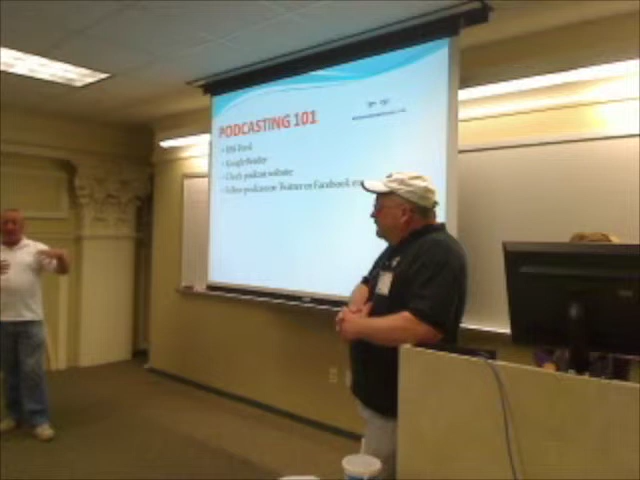 PODCASTING 101
• RSS Feed
• Google Reader
• Check podcast website
• Follow podcast on Twitter or Facebook